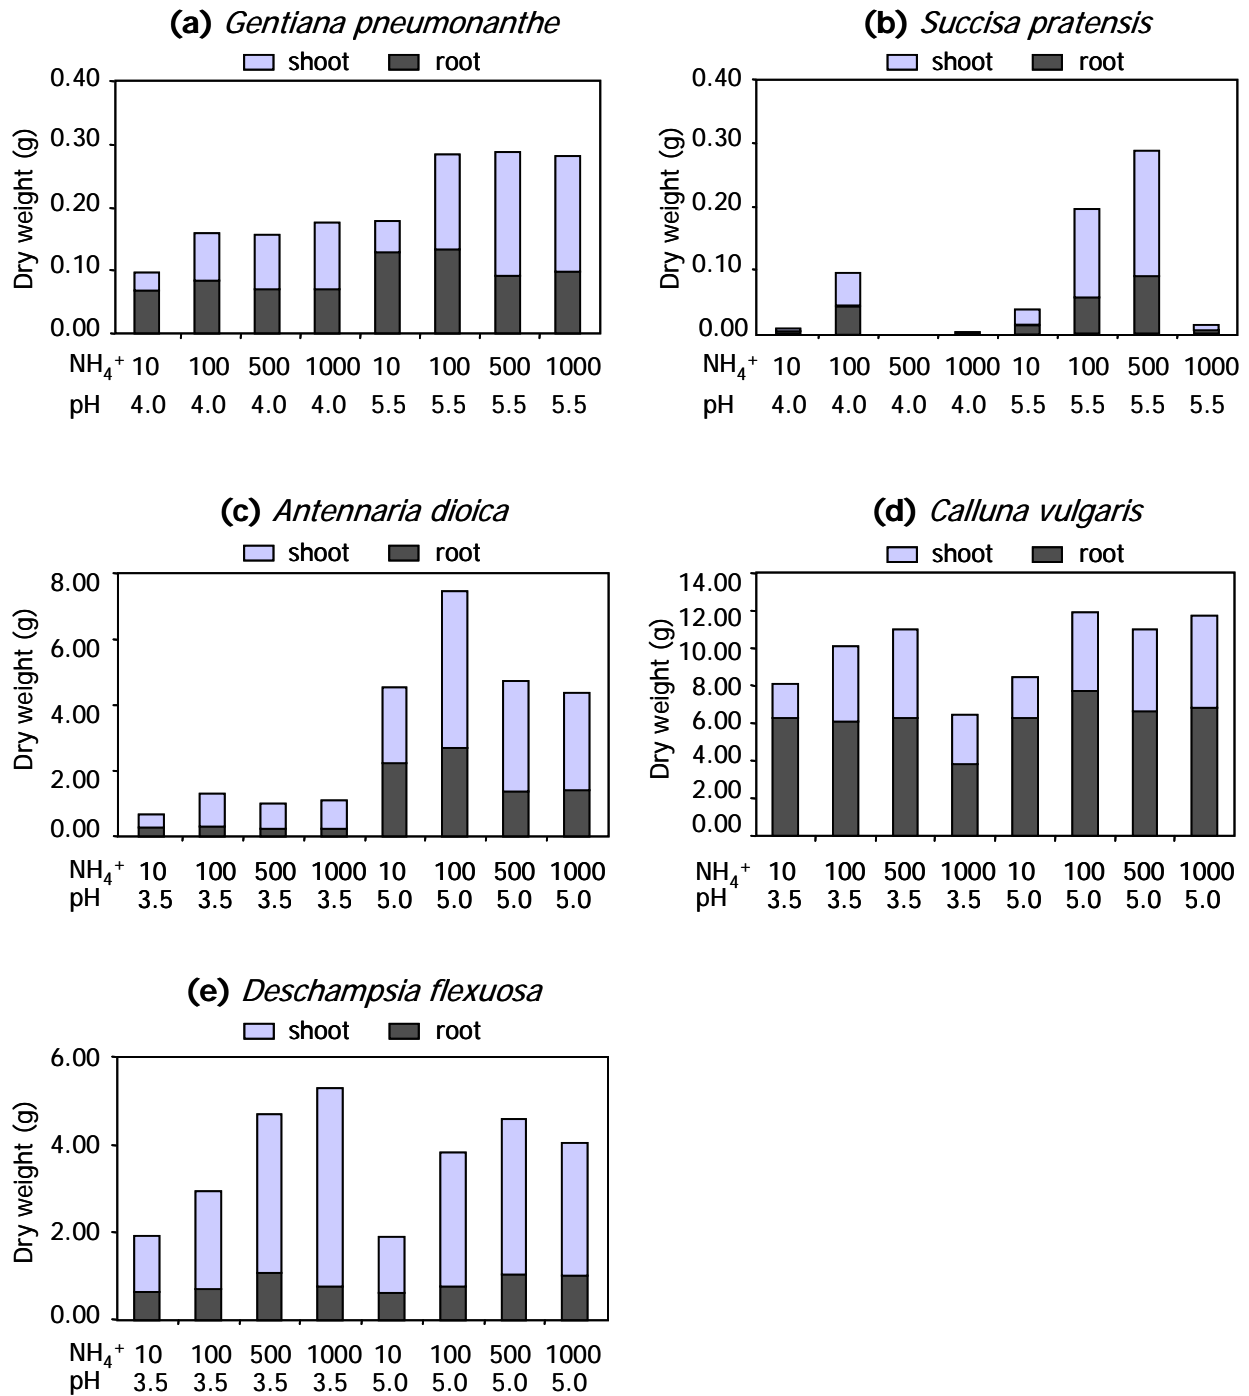 (a) Gentiana pneumonanthe
shoot root
0.40
0.30
0.20
0.10
0.00
Dry weight (g)
NH4+ 10 100 500 1000 10 100 500 1000
pH 4.0 4.0 4.0 4.0 5.5 5.5 5.5 5.5
(b) Succisa pratensis
shoot root
0.40
0.30
0.20
0.10
0.00
Dry weight (g)
NH4+ 10 100 500 1000 10 100 500 1000
pH 4.0 4.0 4.0 4.0 5.5 5.5 5.5 5.5
(c) Antennaria dioica
shoot root
8.00
6.00
4.00
2.00
0.00
Dry weight (g)
NH4+ 10 100 500 1000 10 100 500 1000
pH 3.5 3.5 3.5 3.5 5.0 5.0 5.0 5.0
(d) Calluna vulgaris
shoot root
14.00
12.00
10.00
8.00
6.00
4.00
2.00
0.00
Dry weight (g)
NH4+ 10 100 500 1000 10 100 500 1000
pH 3.5 3.5 3.5 3.5 5.0 5.0 5.0 5.0
(e) Deschampsia flexuosa
shoot root
6.00
4.00
2.00
0.00
Dry weight (g)
NH4+ 10 100 500 1000 10 100 500 1000
pH 3.5 3.5 3.5 3.5 5.0 5.0 5.0 5.0